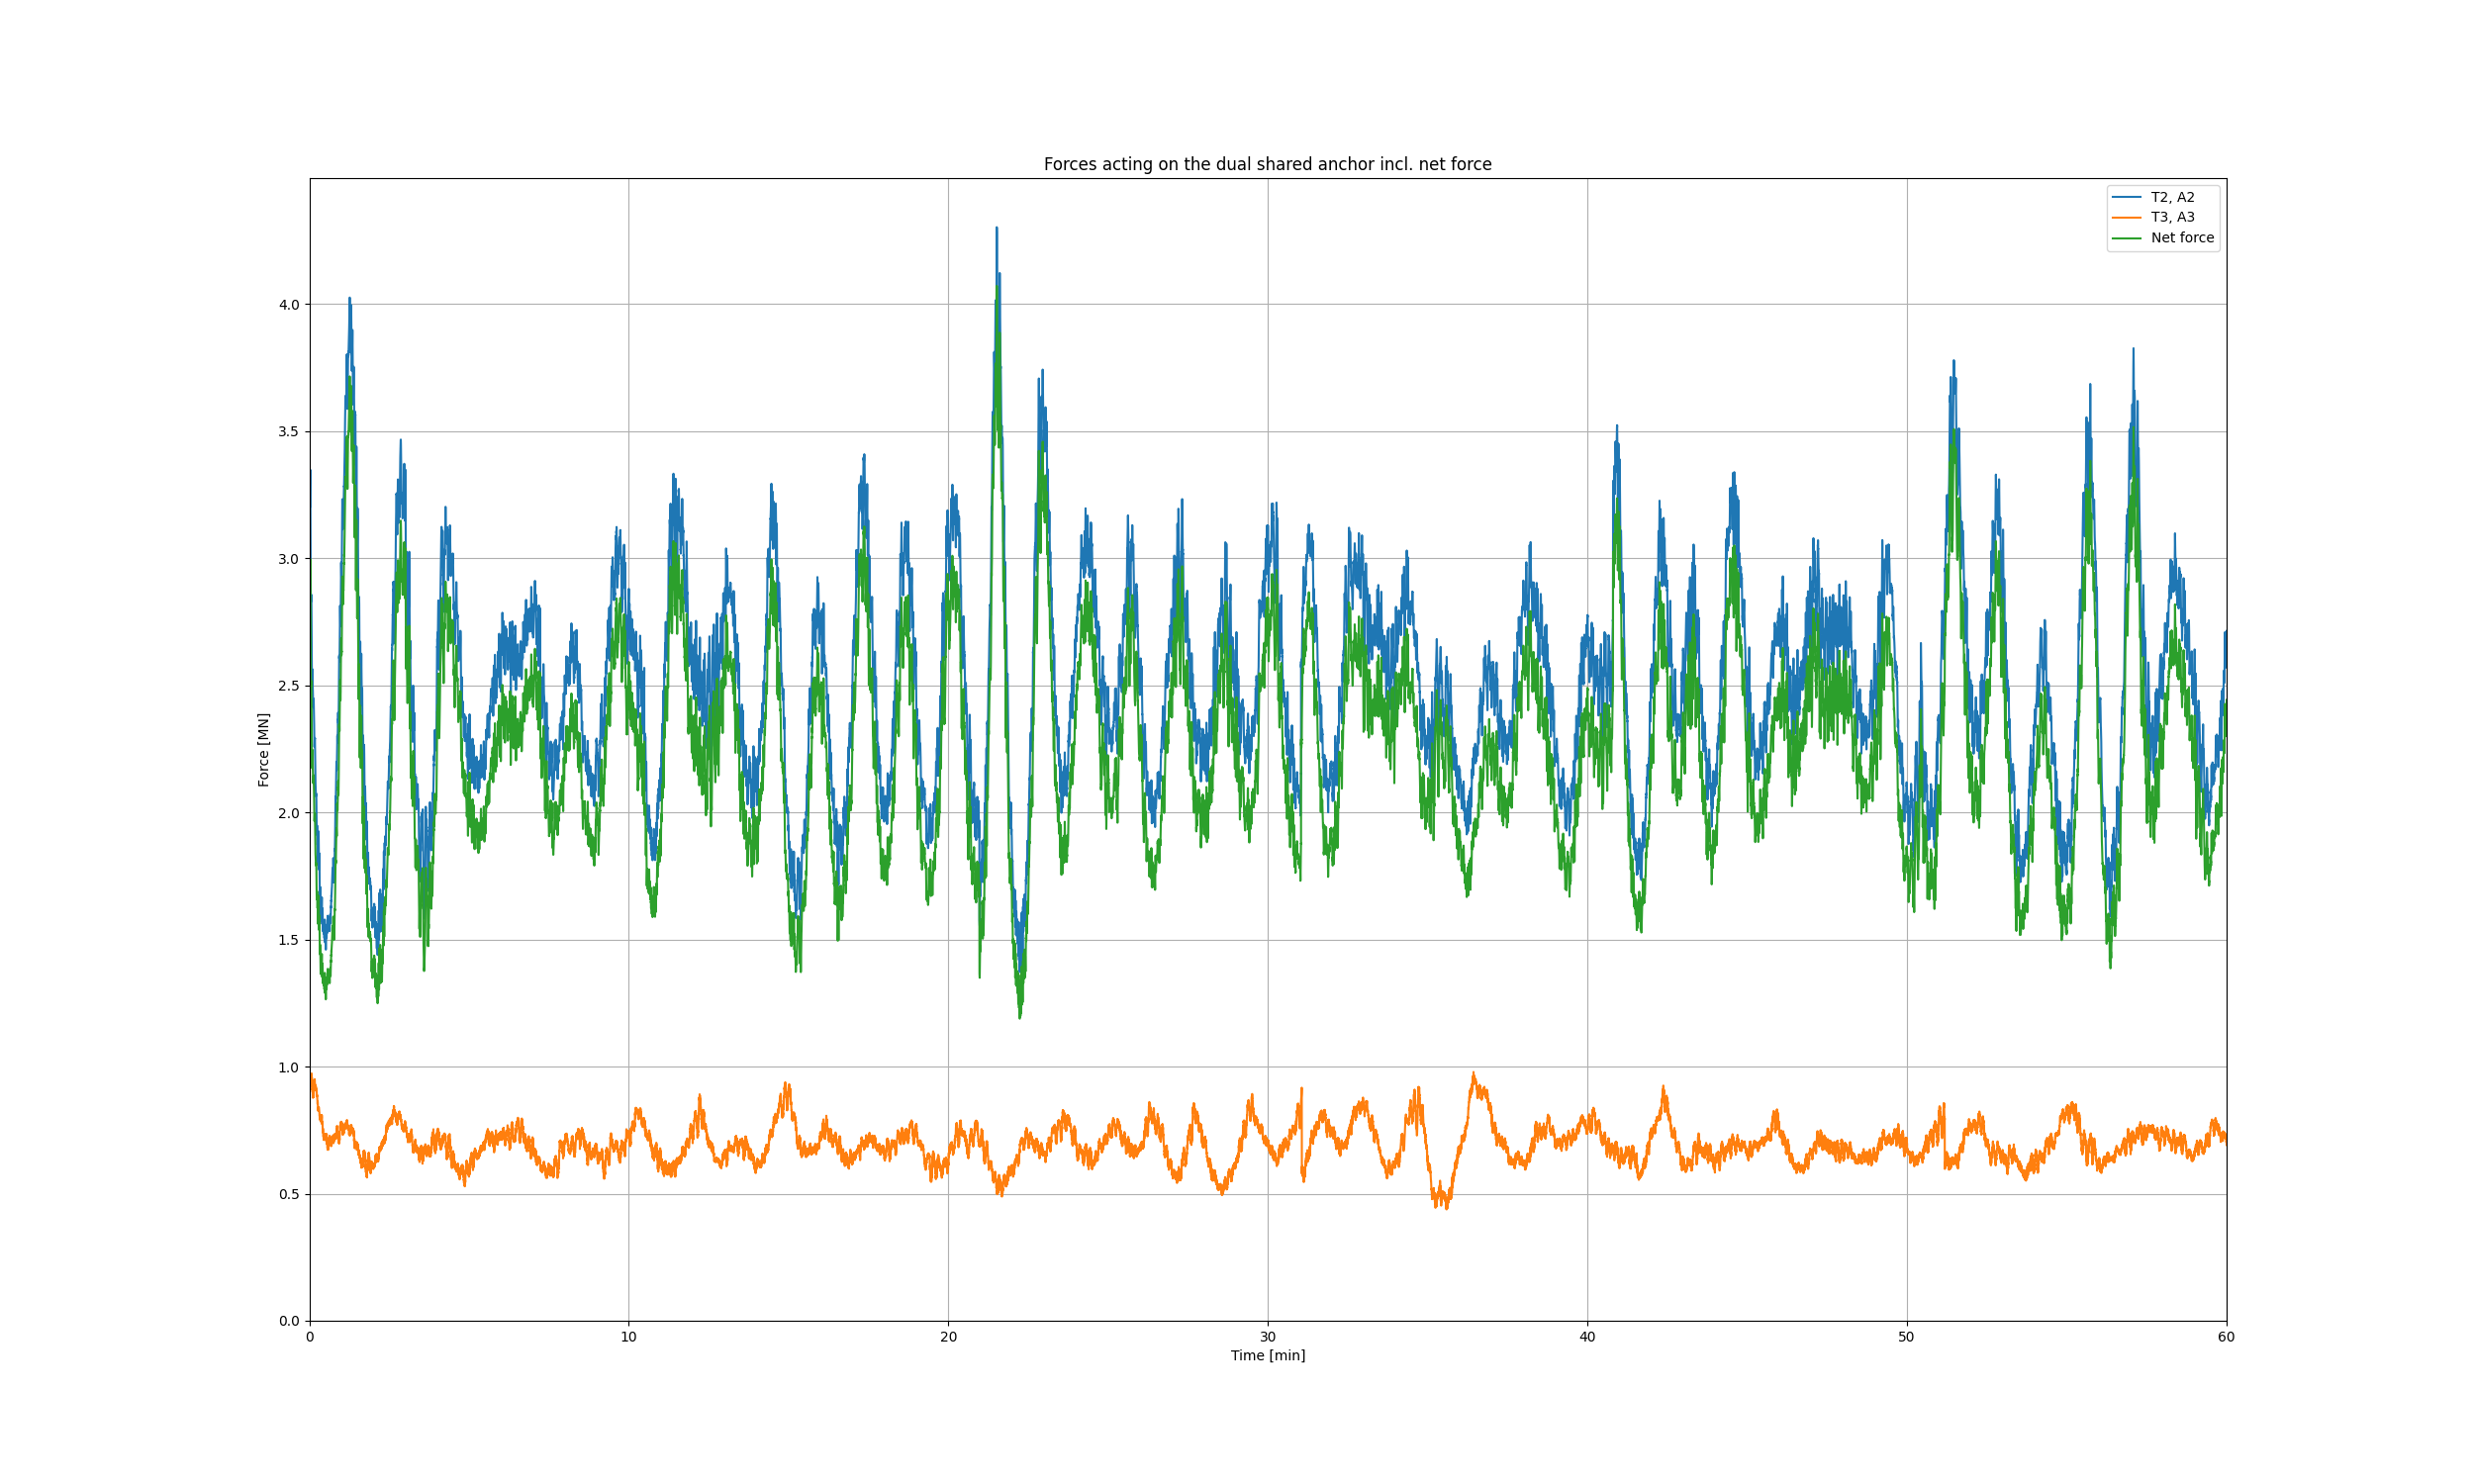 Forces acting on the dual shared anchor incl. net force
T2, A2
T3, A3
Net force
4.0
3.5
3.0
2.5
2.0
1.5
1.0
0.5
0.0
Force [MN]
0 10 20 30 40 50 60
Time [min]